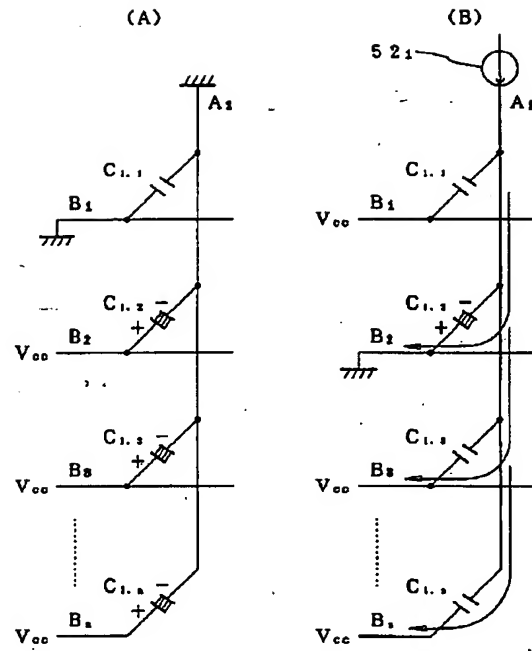 (A)
A₁
C₁.₁
B₁
C₁.₂
−
+
B₂
Vcc
C₁.₃
−
+
B₃
Vcc
C₁.ₙ
−
+
Bₙ
Vcc
(B)
52₁
A₁
C₁.₁
B₁
Vcc
C₁.₂
−
+
B₂
C₁.₃
B₃
Vcc
C₁.ₙ
Bₙ
Vcc